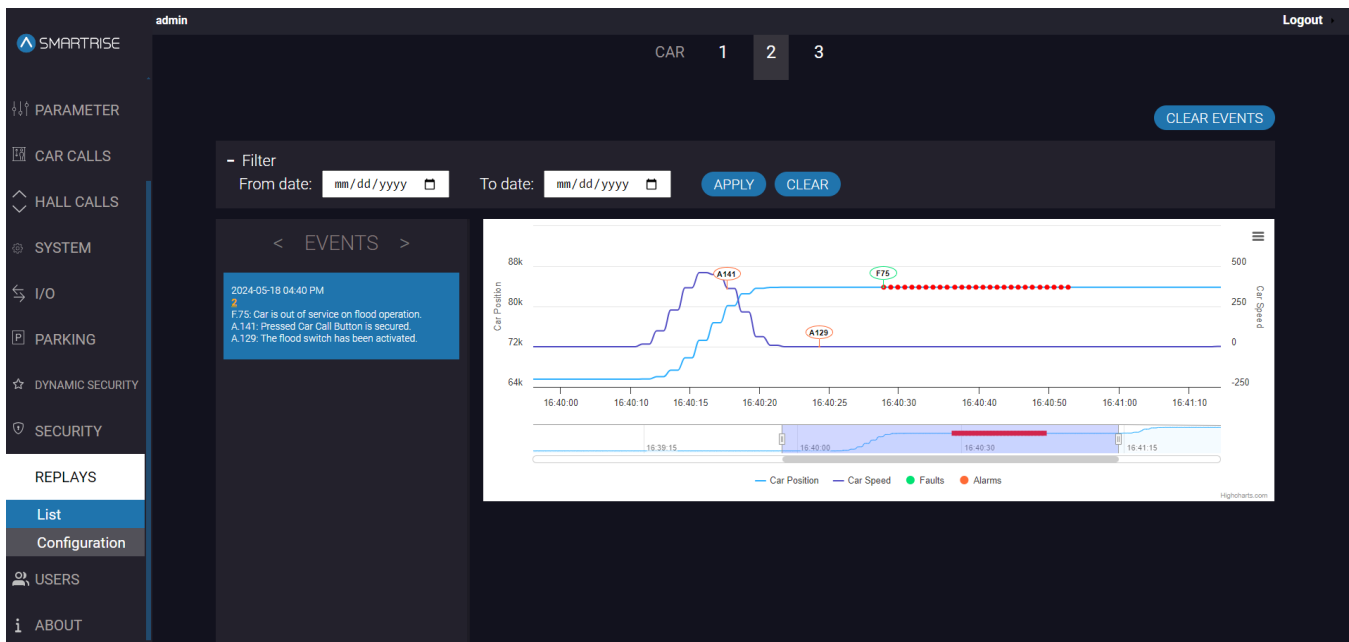 admin
Logout
SMARTRISE
CAR 1 2 3
PARAMETER
CAR CALLS
HALL CALLS
SYSTEM
I/O
PARKING
DYNAMIC SECURITY
SECURITY
REPLAYS
List
Configuration
USERS
ABOUT
CLEAR EVENTS
– Filter
From date: mm/dd/yyyy To date: mm/dd/yyyy APPLY CLEAR
< EVENTS >
2024-05-18 04:40 PM
2
F.75: Car is out of service on flood operation.
A.141: Pressed Car Call Button is secured.
A.129: The flood switch has been activated.
Car Position
88k
80k
72k
64k
A141
F75
A129
500
250
0
-250
Car Speed
16:40:00 16:40:10 16:40:15 16:40:20 16:40:25 16:40:30 16:40:40 16:40:50 16:41:00 16:41:10
16:39:15 16:40:00 16:40:30 16:41:15
Car Position Car Speed Faults Alarms
Highcharts.com